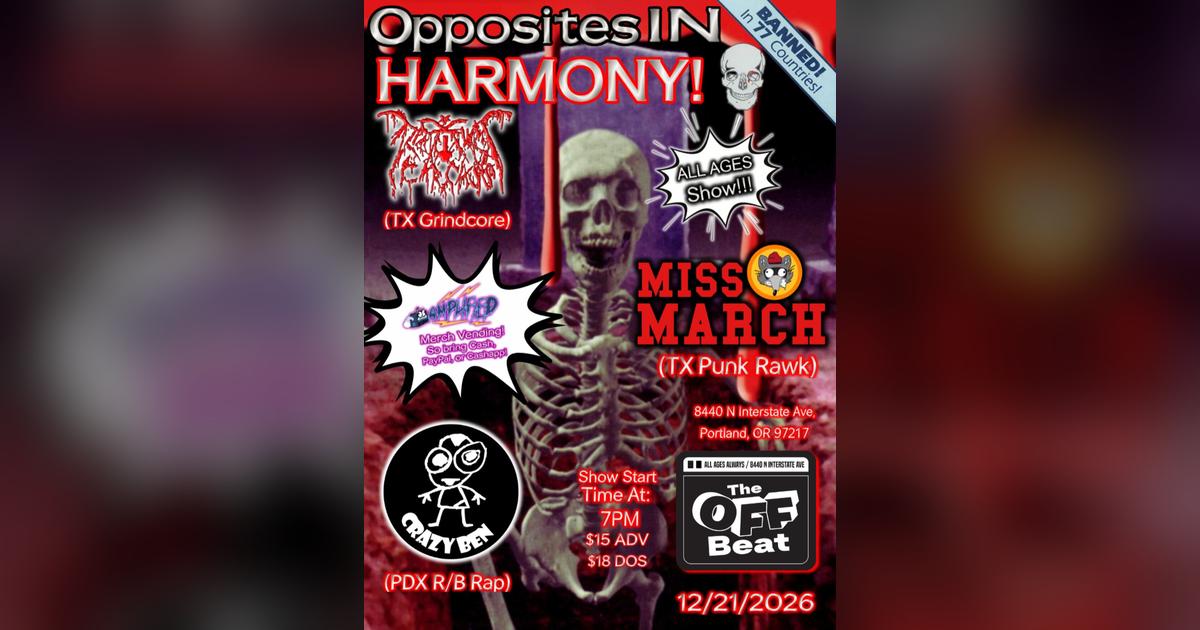 Opposites IN
HARMONY!
BANNED!
In 77 Countries!
(TX Grindcore)
ALL AGES
Show!!!
AMPLIFIED
Merch Vending!
So bring Cash,
PayPal, or Cashapp!
MISS
MARCH
(TX Punk Rawk)
8440 N Interstate Ave,
Portland, OR 97217
CRAZY BEN
(PDX R/B Rap)
Show Start
Time At:
7PM
$15 ADV
$18 DOS
ALL AGES ALWAYS / 8440 N INTERSTATE AVE
The
OFF
Beat
12/21/2026